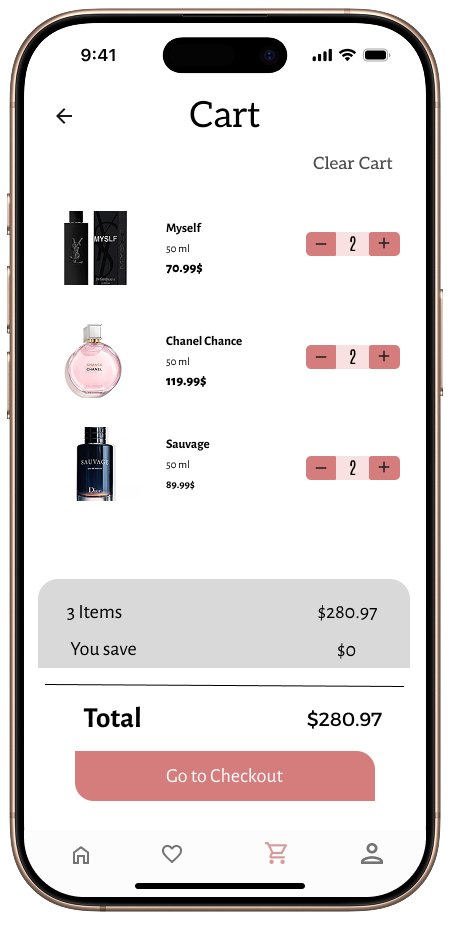 9:41
Cart
Clear Cart
MYSLF
Myself
50 ml
70.99$
− 2 +
CHANCE
CHANEL
Chanel Chance
50 ml
119.99$
− 2 +
SAUVAGE
Dior
Sauvage
50 ml
89.99$
− 2 +
3 Items $280.97
You save $0
Total $280.97
Go to Checkout